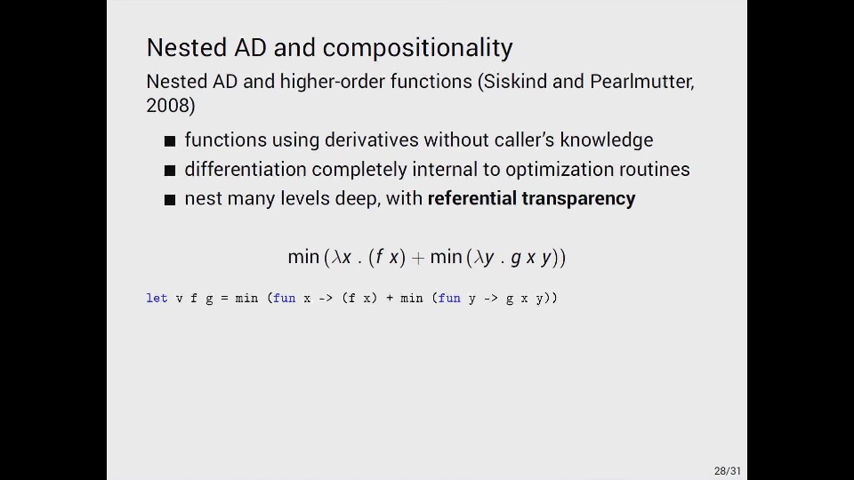 Nested AD and compositionality
Nested AD and higher-order functions (Siskind and Pearlmutter,
2008)
■ functions using derivatives without caller's knowledge
■ differentiation completely internal to optimization routines
■ nest many levels deep, with referential transparency
min (λx . (f x) + min (λy . g x y))
let v f g = min (fun x -> (f x) + min (fun y -> g x y))
28/31